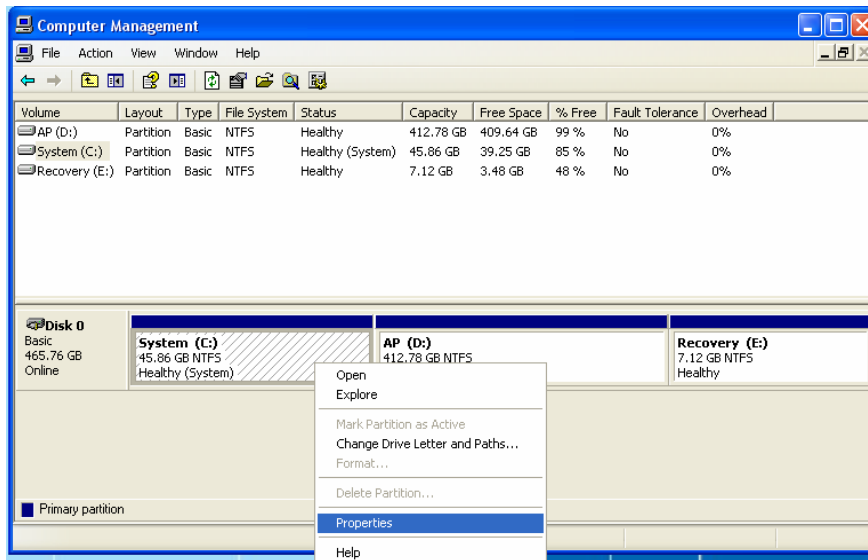 Computer Management
File Action View Window Help
Volume Layout Type File System Status Capacity Free Space % Free Fault Tolerance Overhead
AP (D:) Partition Basic NTFS Healthy 412.78 GB 409.64 GB 99 % No 0%
System (C:) Partition Basic NTFS Healthy (System) 45.86 GB 39.25 GB 85 % No 0%
Recovery (E:) Partition Basic NTFS Healthy 7.12 GB 3.48 GB 48 % No 0%
Disk 0
Basic
465.76 GB
Online
System (C:)
45.86 GB NTFS
Healthy (System)
AP (D:)
412.78 GB NTFS
Recovery (E:)
7.12 GB NTFS
Healthy
Open
Explore
Mark Partition as Active
Change Drive Letter and Paths...
Format...
Delete Partition...
Properties
Help
Primary partition